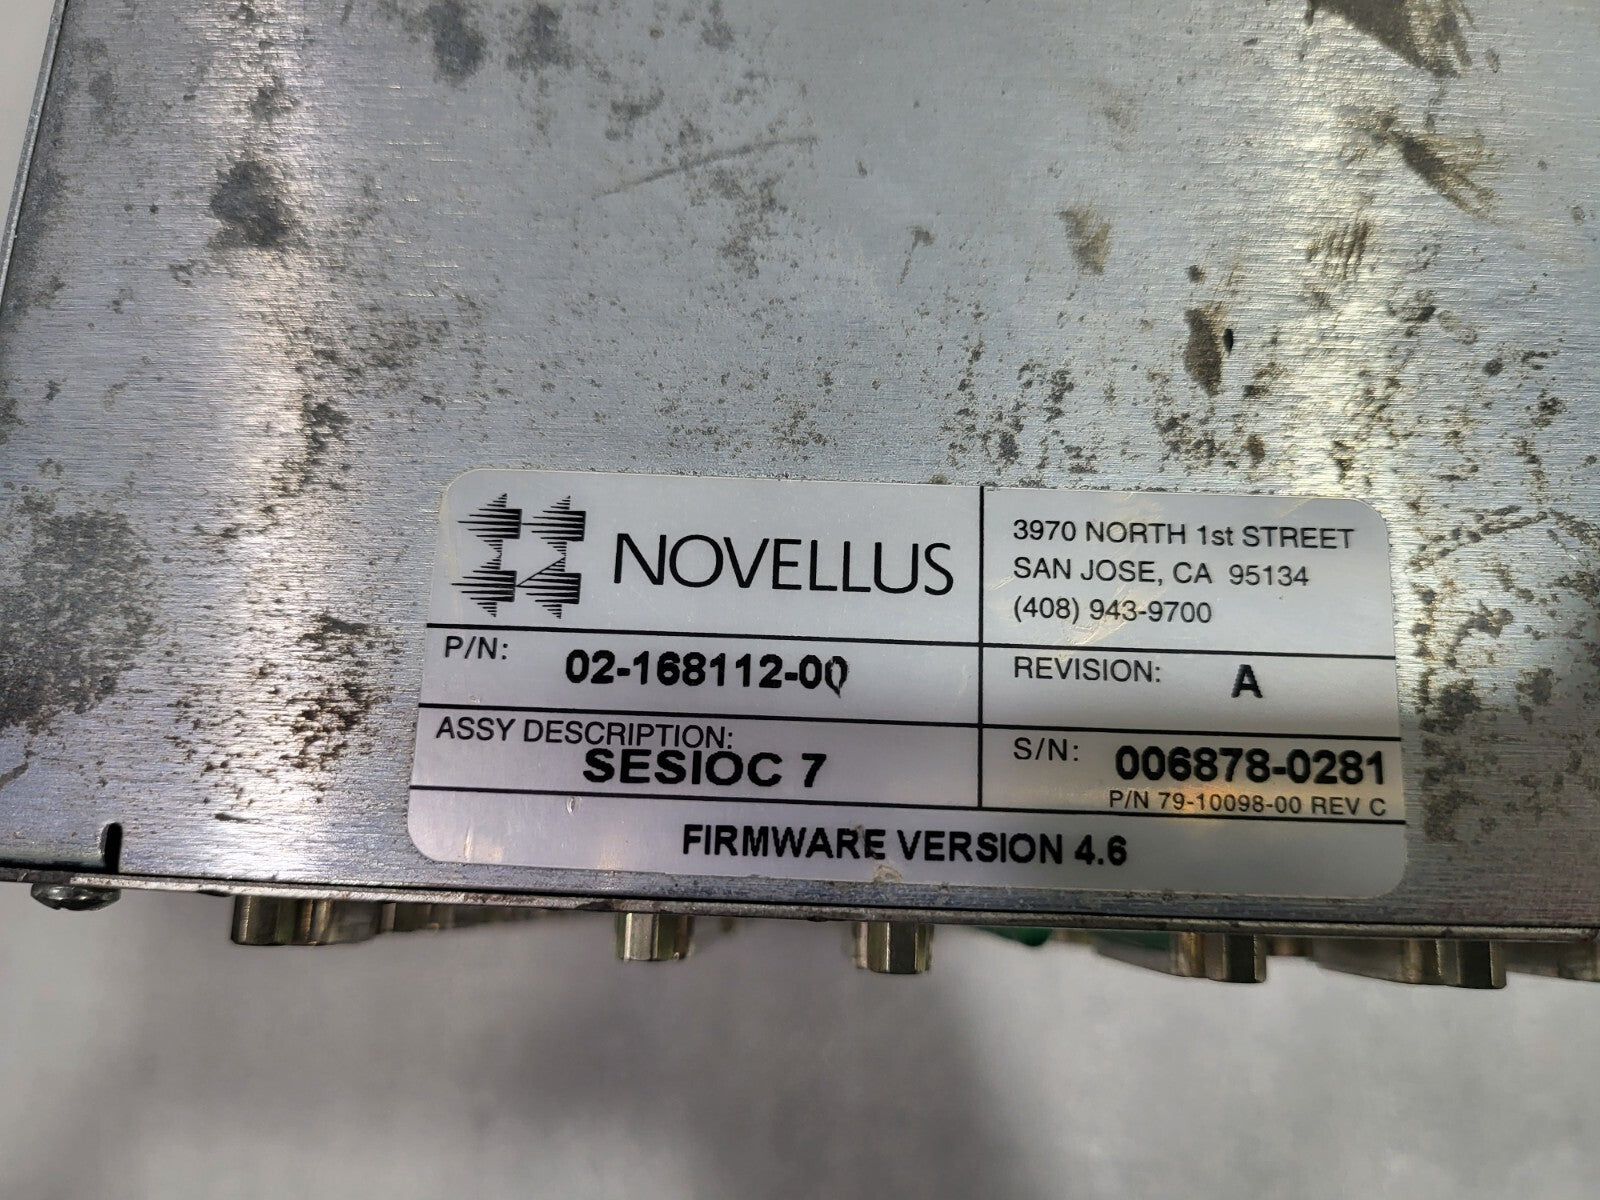 NOVELLUS
3970 NORTH 1st STREET
SAN JOSE, CA 95134
(408) 943-9700
P/N: 02-168112-00
REVISION: A
ASSY DESCRIPTION:
SESIOC 7
S/N: 006878-0281
P/N 79-10098-00 REV C
FIRMWARE VERSION 4.6